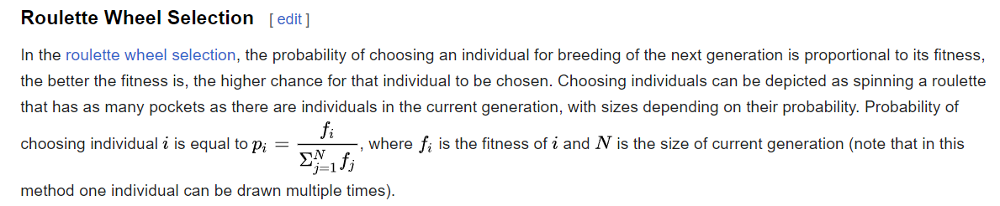 Roulette Wheel Selection [ edit ]
In the roulette wheel selection, the probability of choosing an individual for breeding of the next generation is proportional to its fitness,
the better the fitness is, the higher chance for that individual to be chosen. Choosing individuals can be depicted as spinning a roulette
that has as many pockets as there are individuals in the current generation, with sizes depending on their probability. Probability of
choosing individual i is equal to p_i = \frac{f_i}{\Sigma_{j=1}^{N} f_j}, where f_i is the fitness of i and N is the size of current generation (note that in this
method one individual can be drawn multiple times).